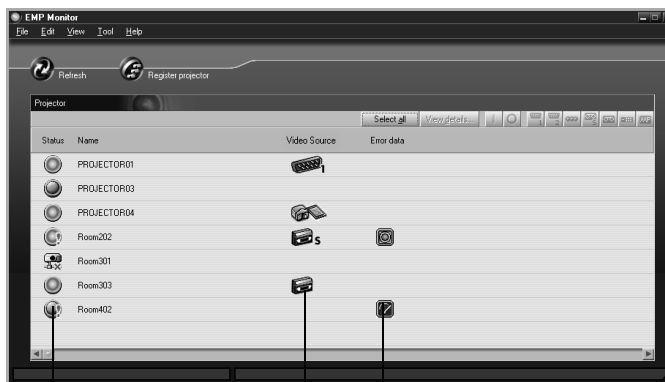 EMP Monitor
File Edit View Tool Help
Refresh Register projector
Projector
Select all View details...
Status Name Video Source Error data
PROJECTOR01 1
PROJECTOR03
PROJECTOR04
Room202 S
Room301
Room303
Room402